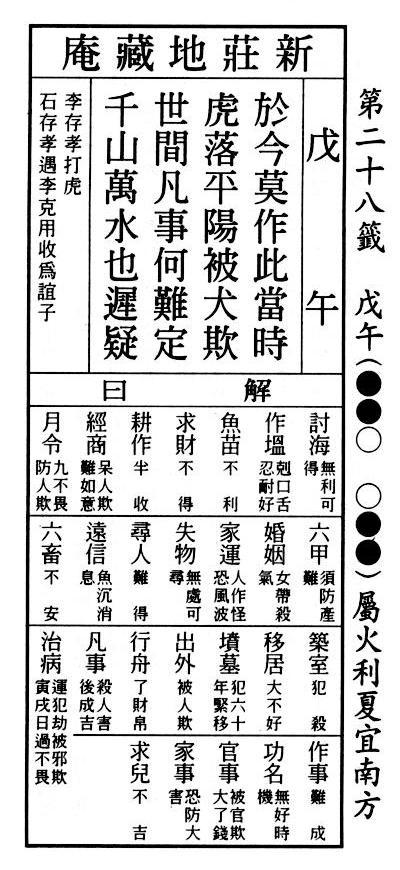 第二十八籤　戊午（●●○　○●●）屬火利夏宜南方
新莊地藏庵
戊午
於今莫作此當時
虎落平陽被犬欺
世間凡事何難定
千山萬水也遲疑
李存孝打虎
石存孝遇李克用收為誼子
解曰
討海 無利可得
作塭 剋口舌忍耐好
魚苗 不利
求財 不得
耕作 半收
經商 呆人欺難如意
月令 九不畏防人欺
六甲 須防產難
婚姻 女帶殺氣
家運 人作怪恐風波
失物 無處可尋
尋人 難得
遠信 魚沉消息
六畜 不安
築室 犯殺
移居 大不好
墳墓 犯六十年緊移
出外 被人欺
行舟 了財帛
凡事 殺人害後成吉
治病 運犯劫被邪欺寅戌日過不畏
作事 難成
功名 無好時機
官事 被官欺大了錢
家事 恐防大害
求兒 不吉